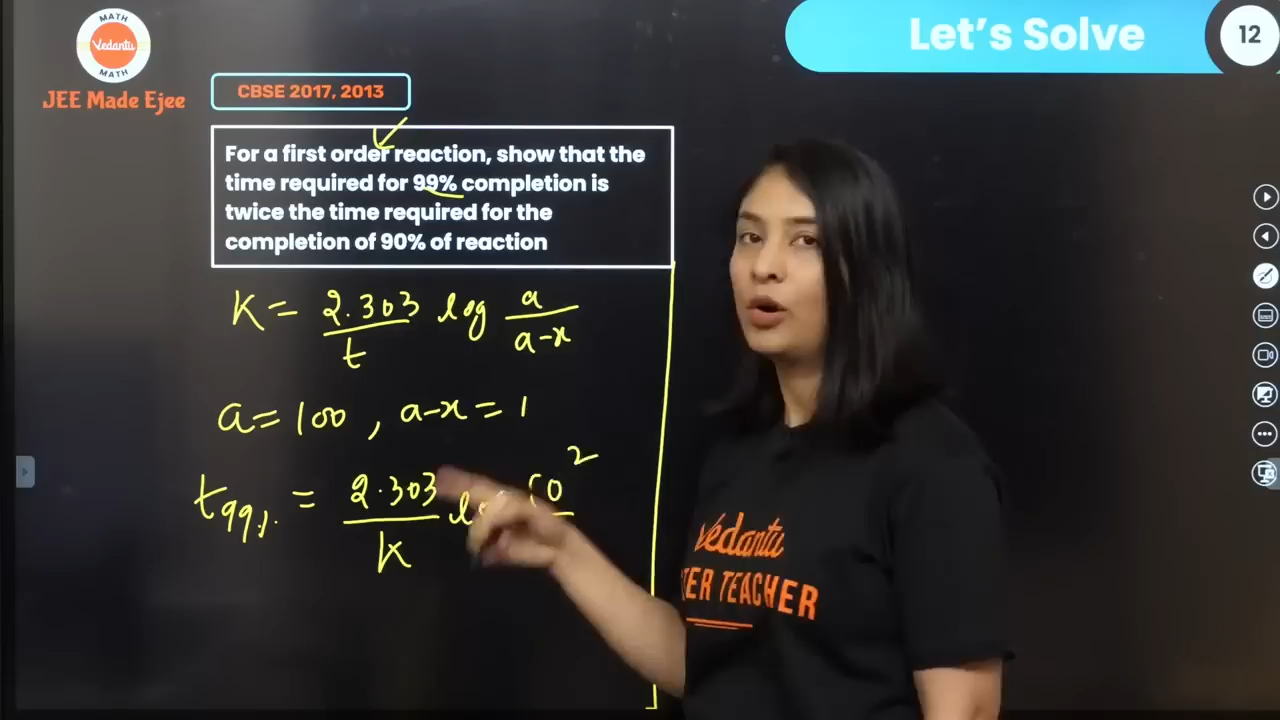 MATH
Vedantu
MATH
JEE Made Ejee
Let's Solve
12
CBSE 2017, 2013
For a first order reaction, show that the
time required for 99% completion is
twice the time required for the
completion of 90% of reaction
K = 2.303/t log a/a-x
a = 100 , a-x = 1
t99% = 2.303/K 10²
Vedantu
TEACHER